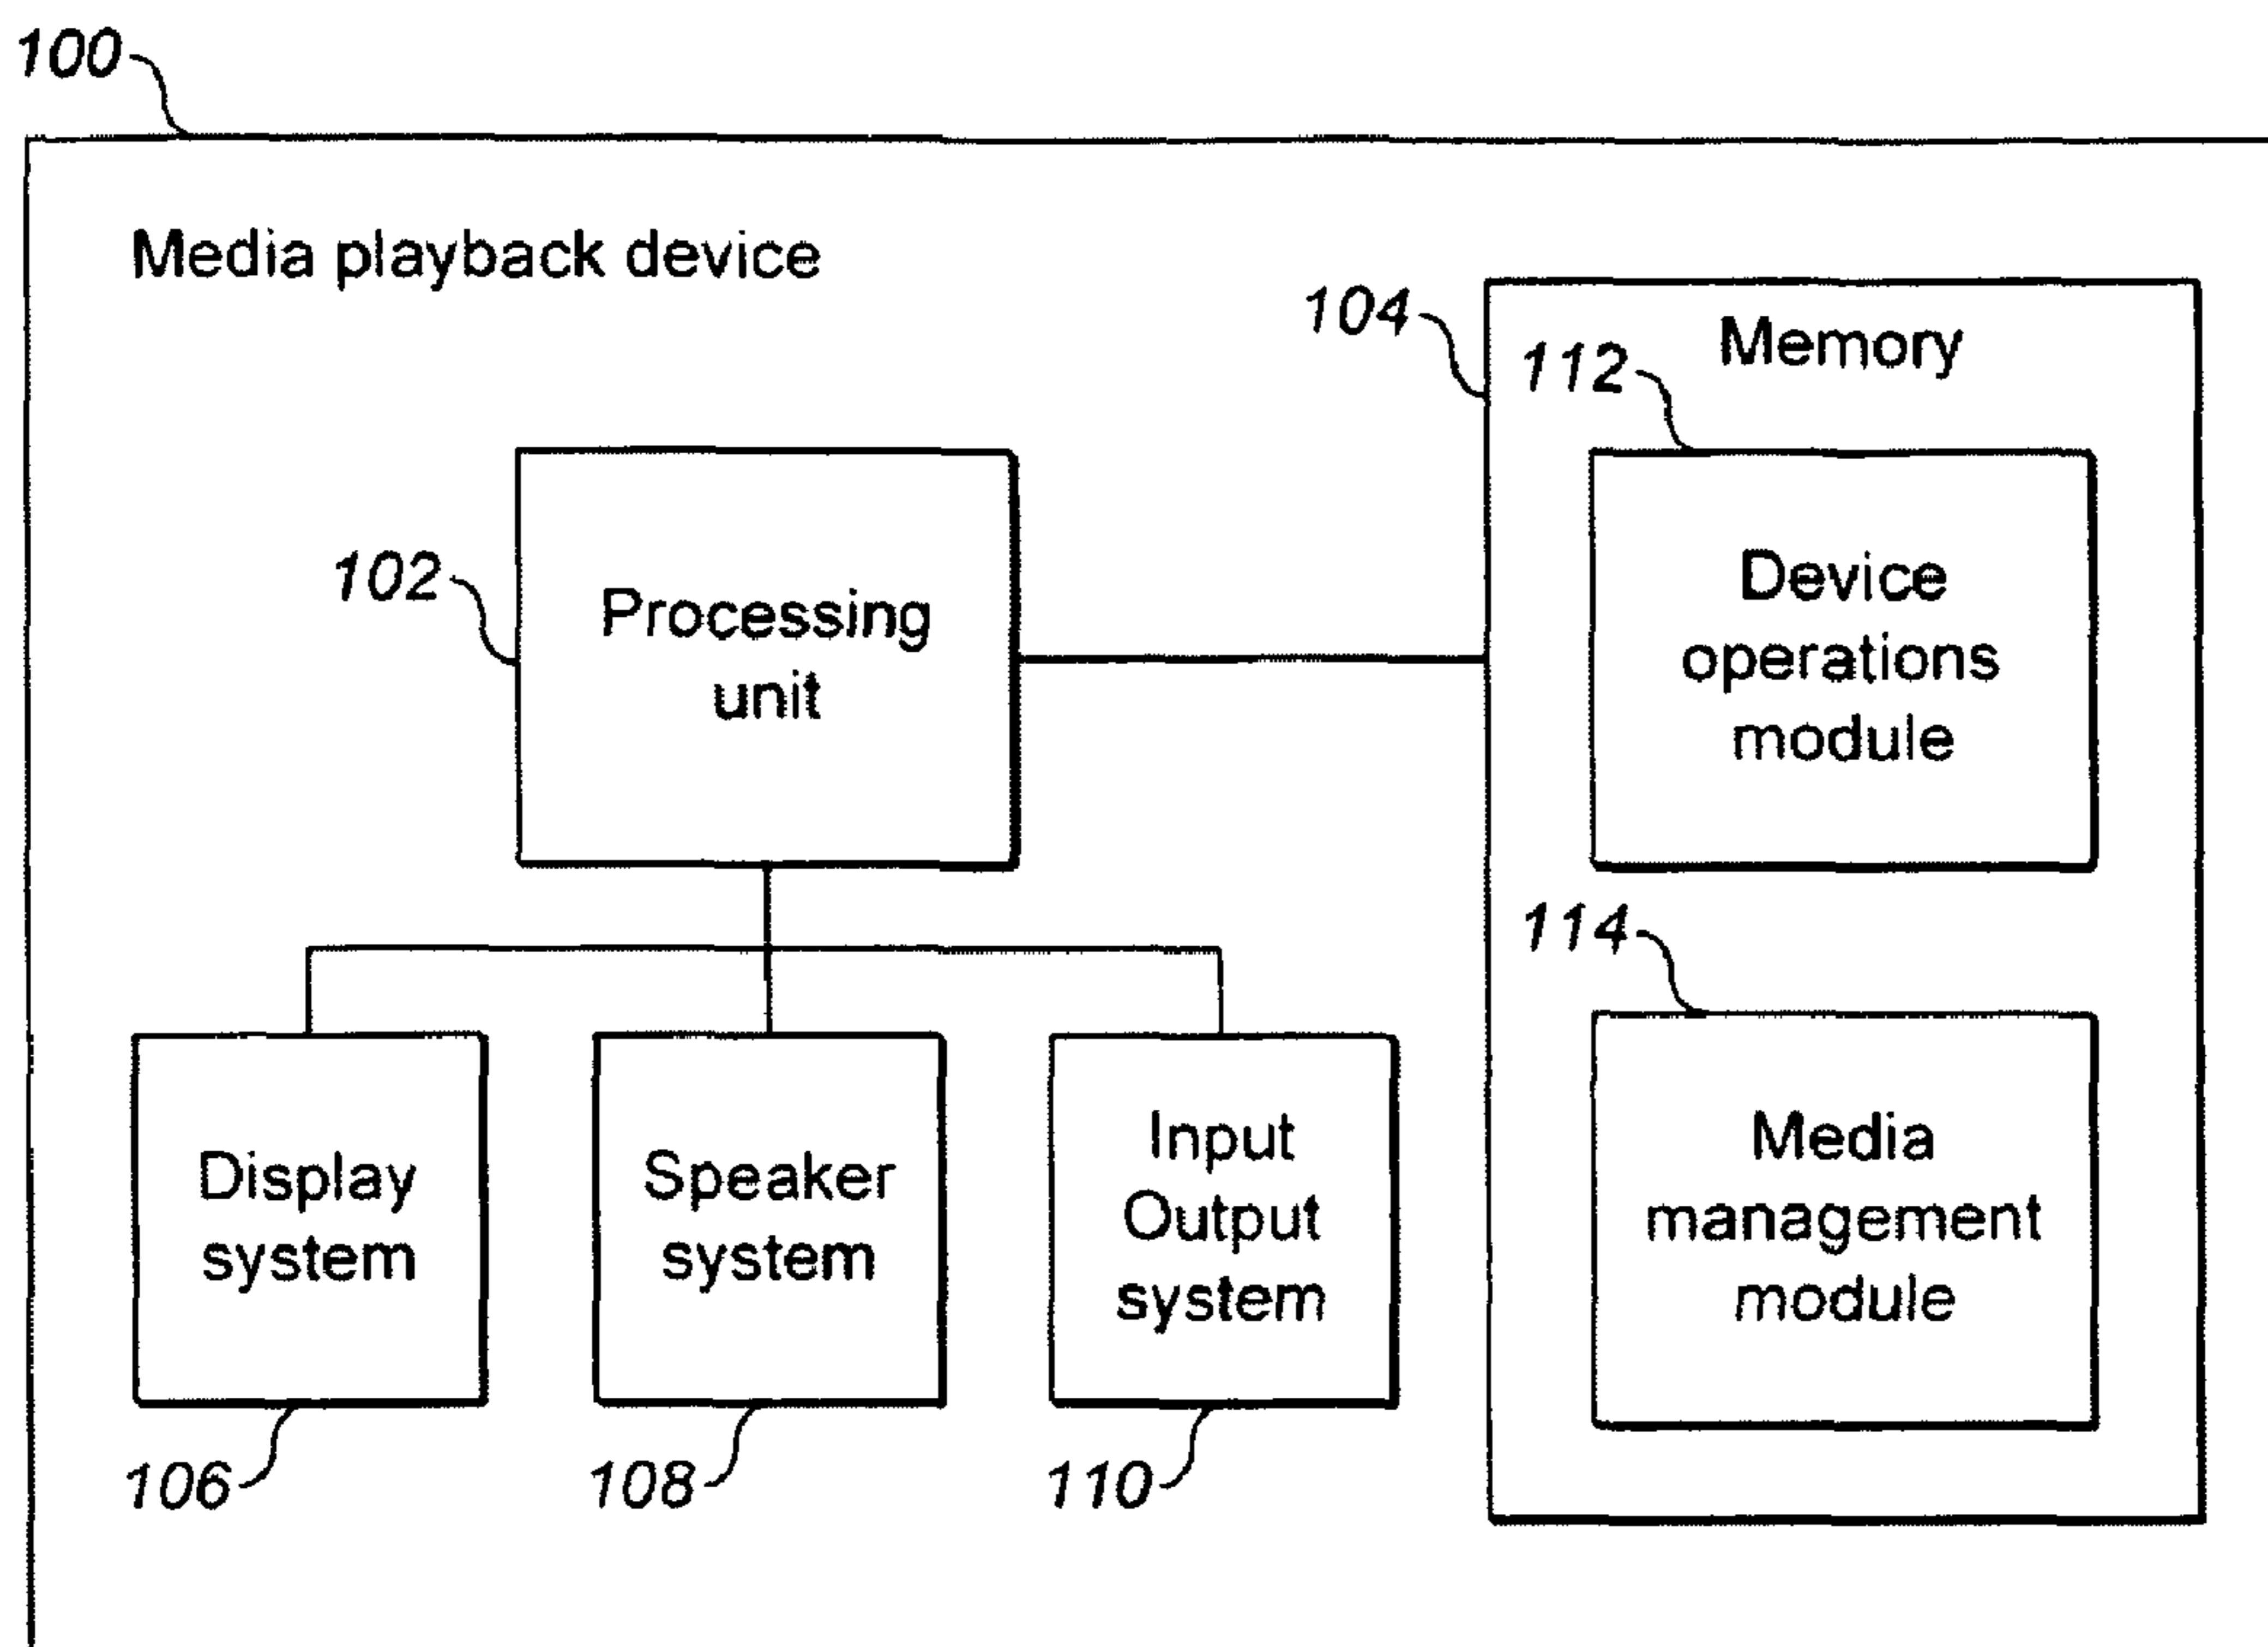 100
Media playback device
104
Memory
112
102
Processing
unit
Device
operations
module
114
Display
system
Speaker
system
Input
Output
system
Media
management
module
106
108
110